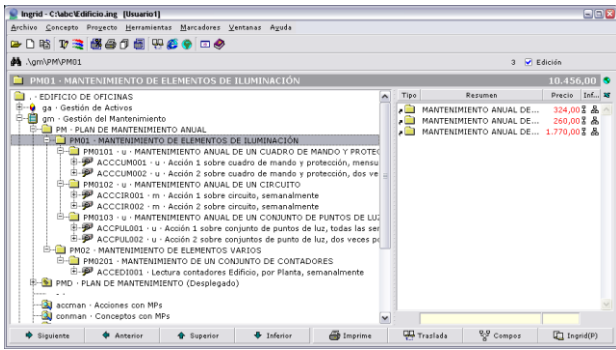 Ingrid - C:\abc\Edificio.ing [Usuario1]
Archivo Concepto Proyecto Herramientas Marcadores Ventanas Ayuda
.\gm\PM\PM01
3 Edición
PM01 - MANTENIMIENTO DE ELEMENTOS DE ILUMINACIÓN 10.456,00
. · EDIFICIO DE OFICINAS
ga · Gestión de Activos
gm · Gestión del Mantenimiento
PM · PLAN DE MANTENIMIENTO ANUAL
PM01 · MANTENIMIENTO DE ELEMENTOS DE ILUMINACIÓN
PM0101 · u · MANTENIMIENTO ANUAL DE UN CUADRO DE MANDO Y PROTEC
ACCCUM001 · u · Acción 1 sobre cuadro de mando y protección, mensu
ACCCUM002 · u · Acción 2 sobre cuadro de mando y protección, dos ve
PM0102 · u · MANTENIMIENTO ANUAL DE UN CIRCUITO
ACCCIR001 · m · Acción 1 sobre circuito, semanalmente
ACCCIR002 · m · Acción 2 sobre circuito, semanalmente
PM0103 · u · MANTENIMIENTO ANUAL DE UN CONJUNTO DE PUNTOS DE LUZ
ACCPUL001 · u · Acción 1 sobre conjunto de puntos de luz, todas las ser
ACCPUL002 · u · Acción 2 sobre conjunto de puntos de luz, dos veces po
PM02 · MANTENIMIENTO DE ELEMENTOS VARIOS
PM0201 · MANTENIMIENTO DE UN CONJUNTO DE CONTADORES
ACCEDI001 · Lectura contadores Edificio, por Planta, semanalmente
PMD · PLAN DE MANTENIMIENTO (Desplegado)
accman · Acciones con MPs
conman · Conceptos con MPs
Tipo Resumen Precio Inf...
MANTENIMIENTO ANUAL DE... 324,00
MANTENIMIENTO ANUAL DE... 260,00
MANTENIMIENTO ANUAL DE... 1.770,00
Siguiente Anterior Superior Inferior Imprime Traslada Compos Ingrid(P)